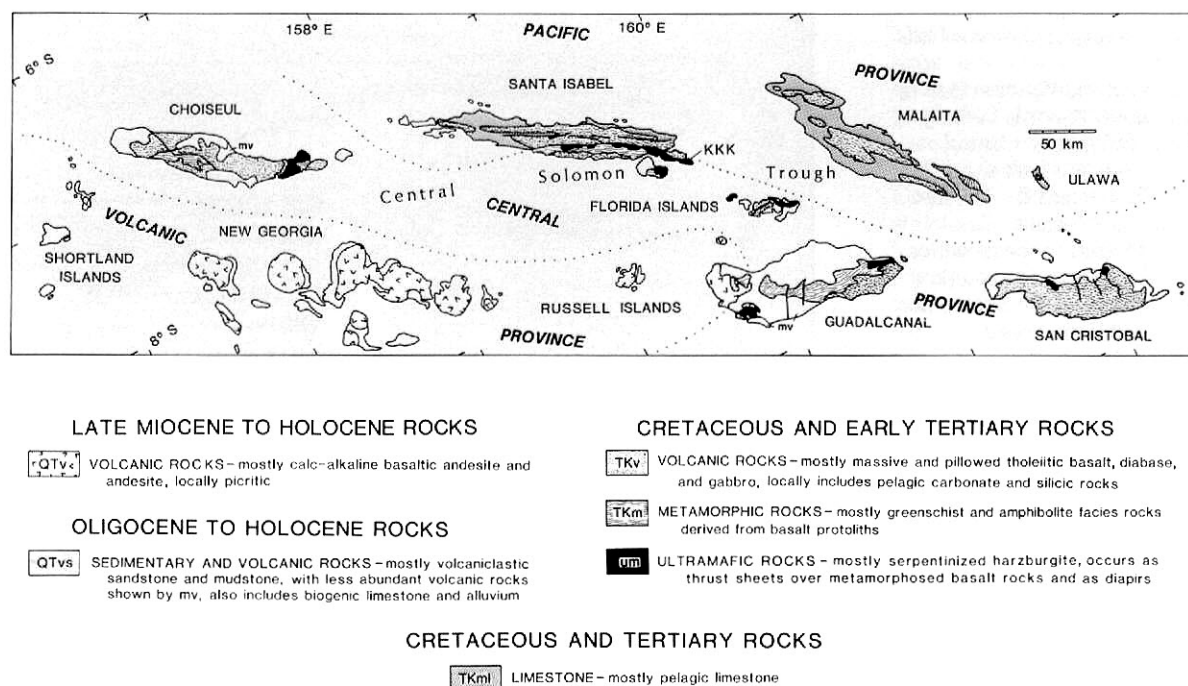 158° E
PACIFIC
160° E
6° S
SANTA ISABEL
PROVINCE
CHOISEUL
MALAITA
mv
KKK
50 km
Central
Solomon
Trough
ULAWA
VOLCANIC
CENTRAL
FLORIDA ISLANDS
NEW GEORGIA
SHORTLAND
ISLANDS
RUSSELL ISLANDS
PROVINCE
8° S
PROVINCE
mv
GUADALCANAL
SAN CRISTOBAL
LATE MIOCENE TO HOLOCENE ROCKS
QTv VOLCANIC ROCKS – mostly calc-alkaline basaltic andesite and
andesite, locally picritic
OLIGOCENE TO HOLOCENE ROCKS
QTvs SEDIMENTARY AND VOLCANIC ROCKS – mostly volcaniclastic
sandstone and mudstone, with less abundant volcanic rocks
shown by mv, also includes biogenic limestone and alluvium
CRETACEOUS AND EARLY TERTIARY ROCKS
TKv VOLCANIC ROCKS – mostly massive and pillowed tholeiitic basalt, diabase,
and gabbro, locally includes pelagic carbonate and silicic rocks
TKm METAMORPHIC ROCKS – mostly greenschist and amphibolite facies rocks
derived from basalt protoliths
um ULTRAMAFIC ROCKS – mostly serpentinized harzburgite, occurs as
thrust sheets over metamorphosed basalt rocks and as diapirs
CRETACEOUS AND TERTIARY ROCKS
TKml LIMESTONE – mostly pelagic limestone